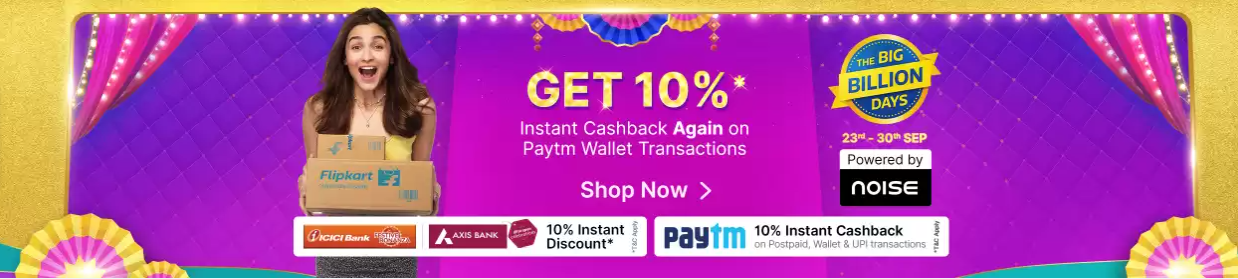 GET 10%*
Instant Cashback Again on
Paytm Wallet Transactions
Shop Now >
THE BIG
BILLION
DAYS
23rd - 30th SEP
Powered by
noise
Flipkart
ICICI Bank
FESTIVE
BONANZA
AXIS BANK
10% Instant
Discount*
*T&C Apply
paytm
10% Instant Cashback
on Postpaid, Wallet & UPI transactions
*T&C Apply